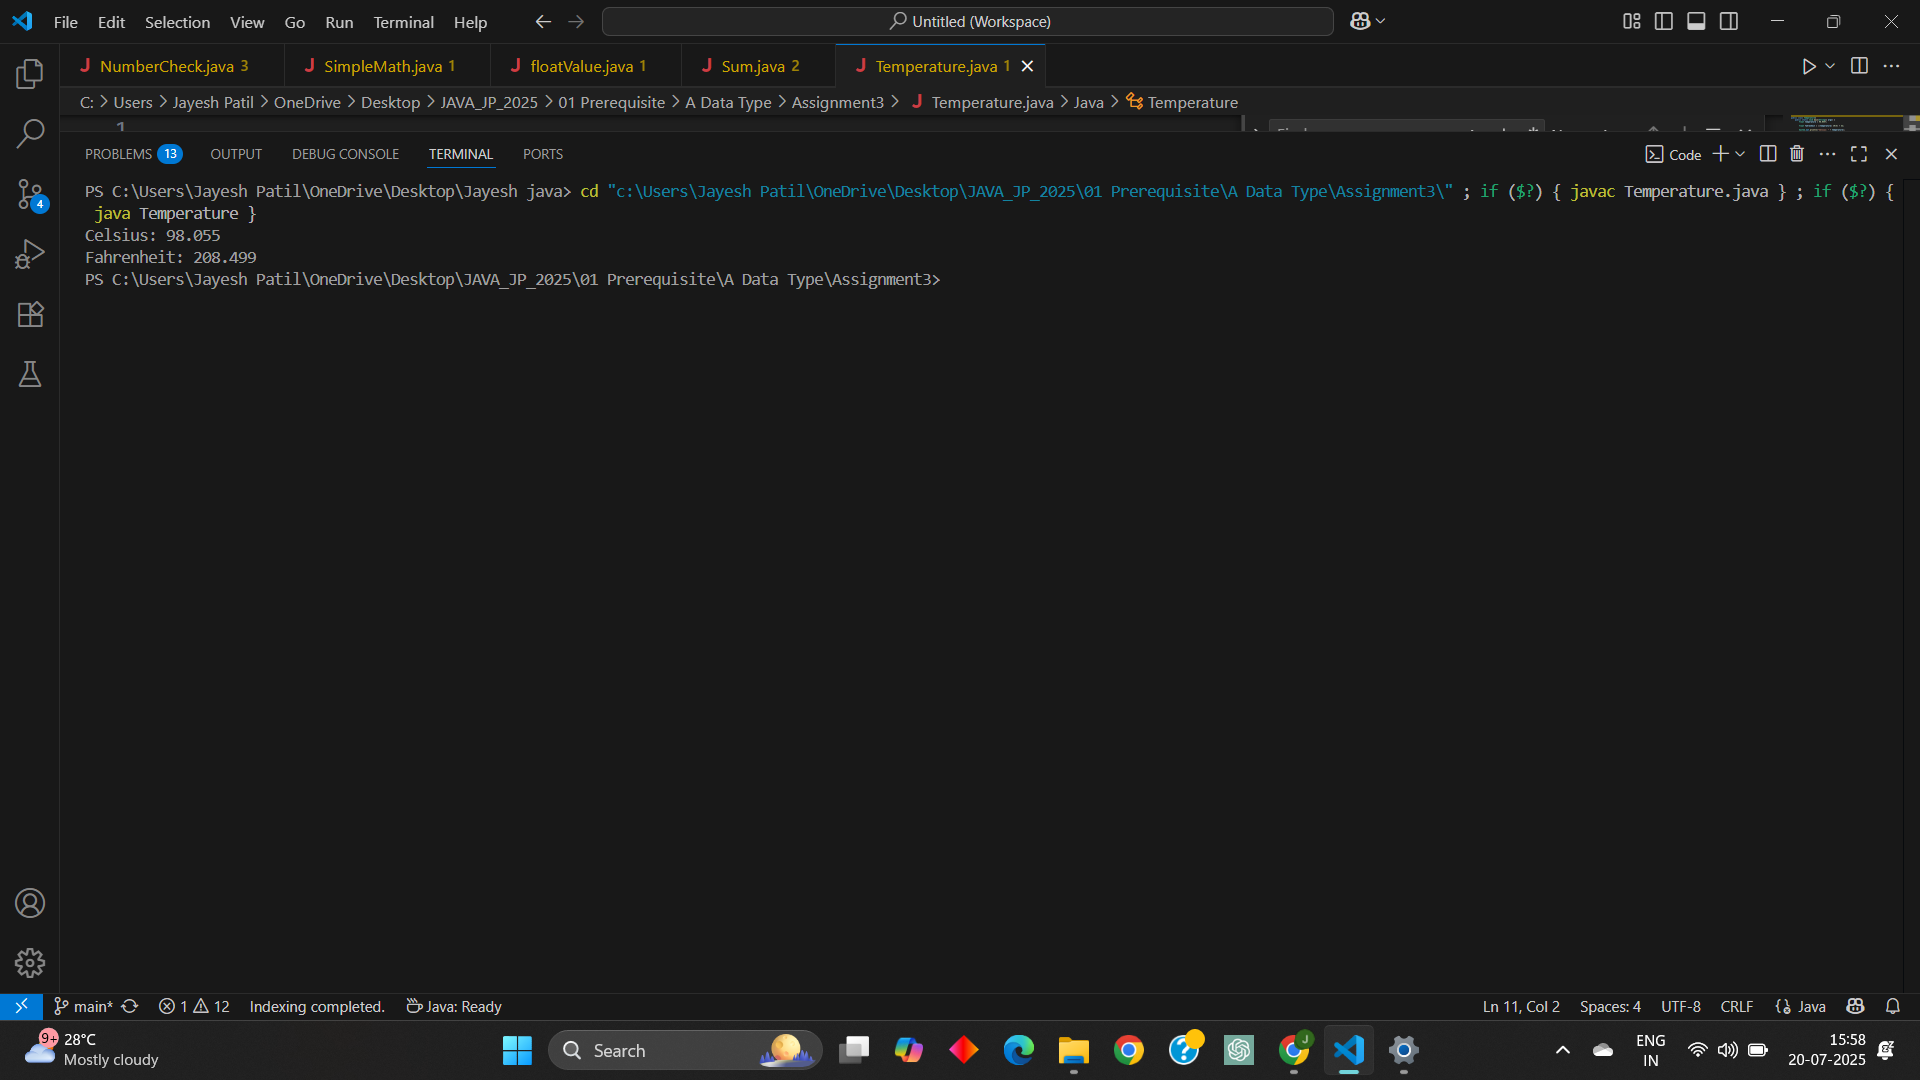 File Edit Selection View Go Run Terminal Help
Untitled (Workspace)
NumberCheck.java 3
SimpleMath.java 1
floatValue.java 1
Sum.java 2
Temperature.java 1
C: > Users > Jayesh Patil > OneDrive > Desktop > JAVA_JP_2025 > 01 Prerequisite > A Data Type > Assignment3 > Temperature.java > Java > Temperature
1
PROBLEMS 13 OUTPUT DEBUG CONSOLE TERMINAL PORTS
Code
PS C:\Users\Jayesh Patil\OneDrive\Desktop\Jayesh java> cd "c:\Users\Jayesh Patil\OneDrive\Desktop\JAVA_JP_2025\01 Prerequisite\A Data Type\Assignment3\" ; if ($?) { javac Temperature.java } ; if ($?) {
java Temperature }
Celsius: 98.055
Fahrenheit: 208.499
PS C:\Users\Jayesh Patil\OneDrive\Desktop\JAVA_JP_2025\01 Prerequisite\A Data Type\Assignment3>
4
main* 1 12 Indexing completed. Java: Ready
Ln 11, Col 2 Spaces: 4 UTF-8 CRLF Java
9+ 28°C
Mostly cloudy
Search
J
ENG
IN
15:58
20-07-2025